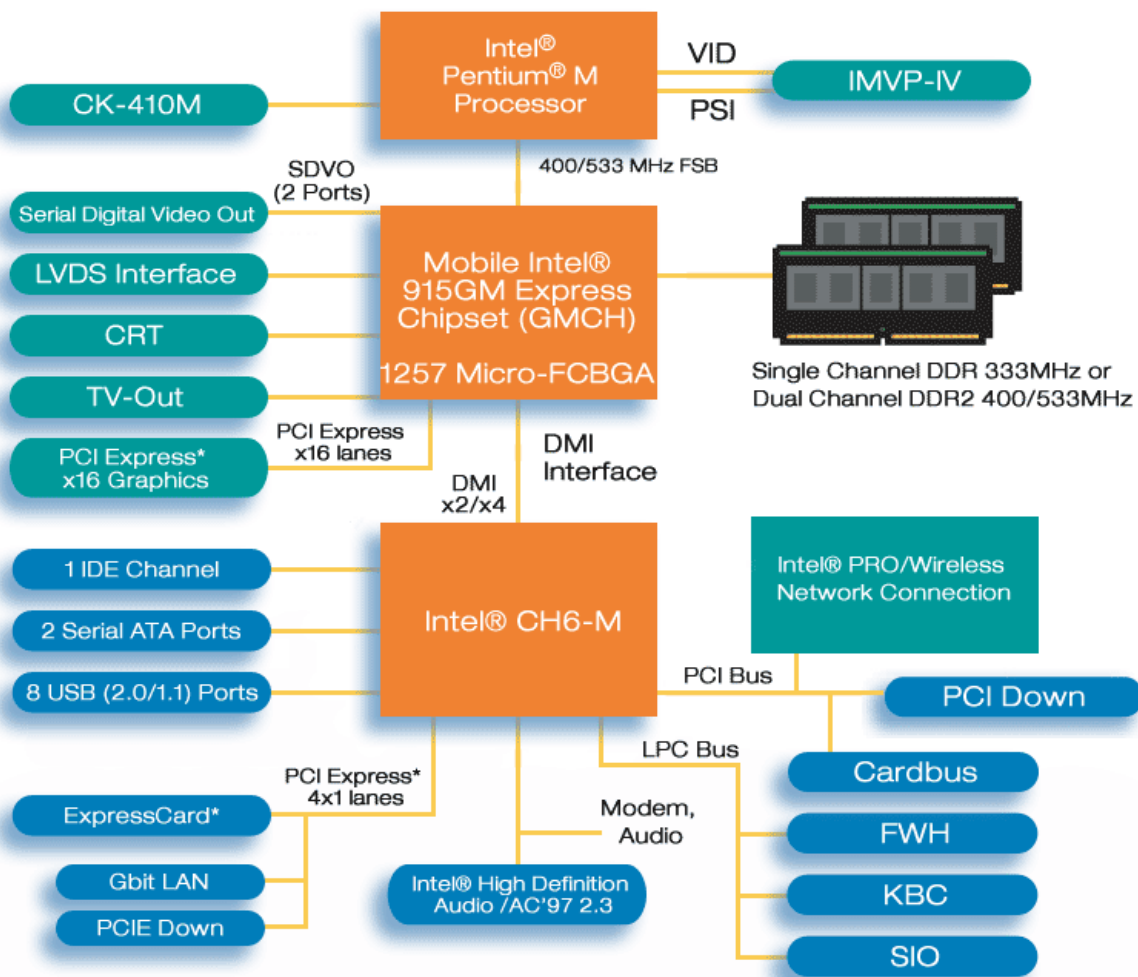 Intel®
Pentium® M
Processor
VID
PSI
IMVP-IV
CK-410M
400/533 MHz FSB
SDVO
(2 Ports)
Serial Digital Video Out
LVDS Interface
CRT
TV-Out
PCI Express*
x16 Graphics
PCI Express
x16 lanes
Mobile Intel®
915GM Express
Chipset (GMCH)
1257 Micro-FCBGA
Single Channel DDR 333MHz or
Dual Channel DDR2 400/533MHz
DMI
Interface
DMI
x2/x4
1 IDE Channel
2 Serial ATA Ports
8 USB (2.0/1.1) Ports
Intel® CH6-M
Intel® PRO/Wireless
Network Connection
PCI Bus
PCI Down
LPC Bus
Cardbus
FWH
KBC
SIO
PCI Express*
4x1 lanes
ExpressCard*
Gbit LAN
PCIE Down
Modem,
Audio
Intel® High Definition
Audio /AC'97 2.3